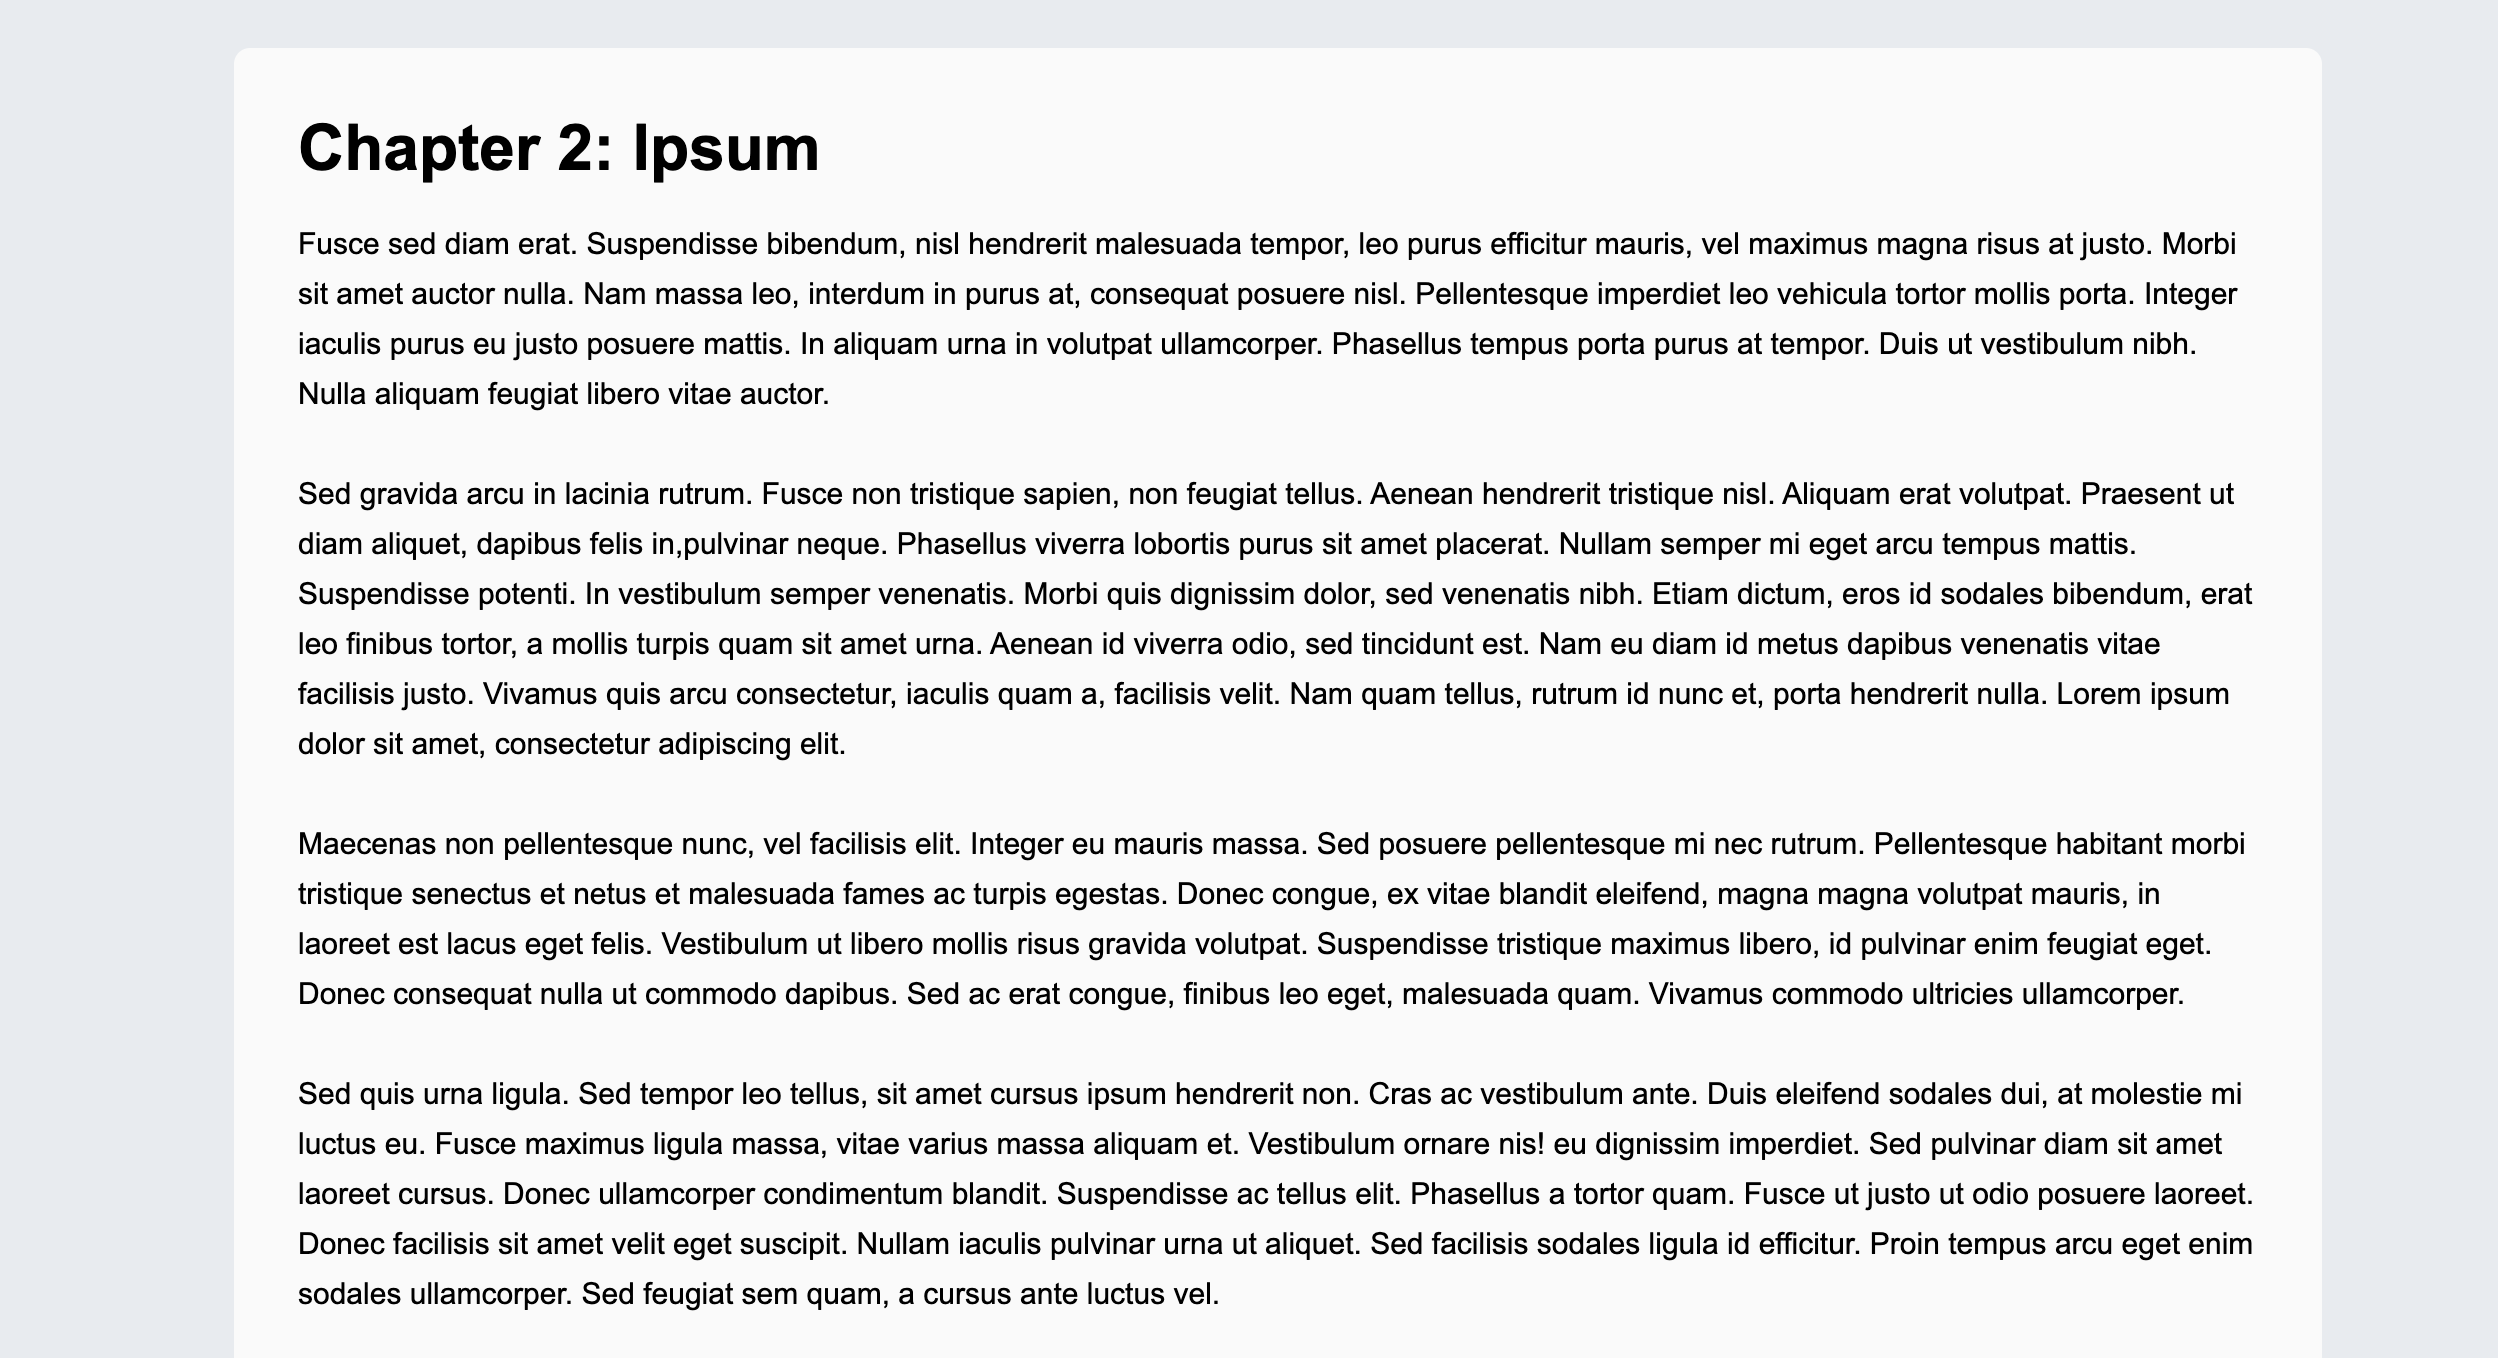 Chapter 2: Ipsum
Fusce sed diam erat. Suspendisse bibendum, nisl hendrerit malesuada tempor, leo purus efficitur mauris, vel maximus magna risus at justo. Morbi
sit amet auctor nulla. Nam massa leo, interdum in purus at, consequat posuere nisl. Pellentesque imperdiet leo vehicula tortor mollis porta. Integer
iaculis purus eu justo posuere mattis. In aliquam urna in volutpat ullamcorper. Phasellus tempus porta purus at tempor. Duis ut vestibulum nibh.
Nulla aliquam feugiat libero vitae auctor.
Sed gravida arcu in lacinia rutrum. Fusce non tristique sapien, non feugiat tellus. Aenean hendrerit tristique nisl. Aliquam erat volutpat. Praesent ut
diam aliquet, dapibus felis in,pulvinar neque. Phasellus viverra lobortis purus sit amet placerat. Nullam semper mi eget arcu tempus mattis.
Suspendisse potenti. In vestibulum semper venenatis. Morbi quis dignissim dolor, sed venenatis nibh. Etiam dictum, eros id sodales bibendum, erat
leo finibus tortor, a mollis turpis quam sit amet urna. Aenean id viverra odio, sed tincidunt est. Nam eu diam id metus dapibus venenatis vitae
facilisis justo. Vivamus quis arcu consectetur, iaculis quam a, facilisis velit. Nam quam tellus, rutrum id nunc et, porta hendrerit nulla. Lorem ipsum
dolor sit amet, consectetur adipiscing elit.
Maecenas non pellentesque nunc, vel facilisis elit. Integer eu mauris massa. Sed posuere pellentesque mi nec rutrum. Pellentesque habitant morbi
tristique senectus et netus et malesuada fames ac turpis egestas. Donec congue, ex vitae blandit eleifend, magna magna volutpat mauris, in
laoreet est lacus eget felis. Vestibulum ut libero mollis risus gravida volutpat. Suspendisse tristique maximus libero, id pulvinar enim feugiat eget.
Donec consequat nulla ut commodo dapibus. Sed ac erat congue, finibus leo eget, malesuada quam. Vivamus commodo ultricies ullamcorper.
Sed quis urna ligula. Sed tempor leo tellus, sit amet cursus ipsum hendrerit non. Cras ac vestibulum ante. Duis eleifend sodales dui, at molestie mi
luctus eu. Fusce maximus ligula massa, vitae varius massa aliquam et. Vestibulum ornare nis! eu dignissim imperdiet. Sed pulvinar diam sit amet
laoreet cursus. Donec ullamcorper condimentum blandit. Suspendisse ac tellus elit. Phasellus a tortor quam. Fusce ut justo ut odio posuere laoreet.
Donec facilisis sit amet velit eget suscipit. Nullam iaculis pulvinar urna ut aliquet. Sed facilisis sodales ligula id efficitur. Proin tempus arcu eget enim
sodales ullamcorper. Sed feugiat sem quam, a cursus ante luctus vel.